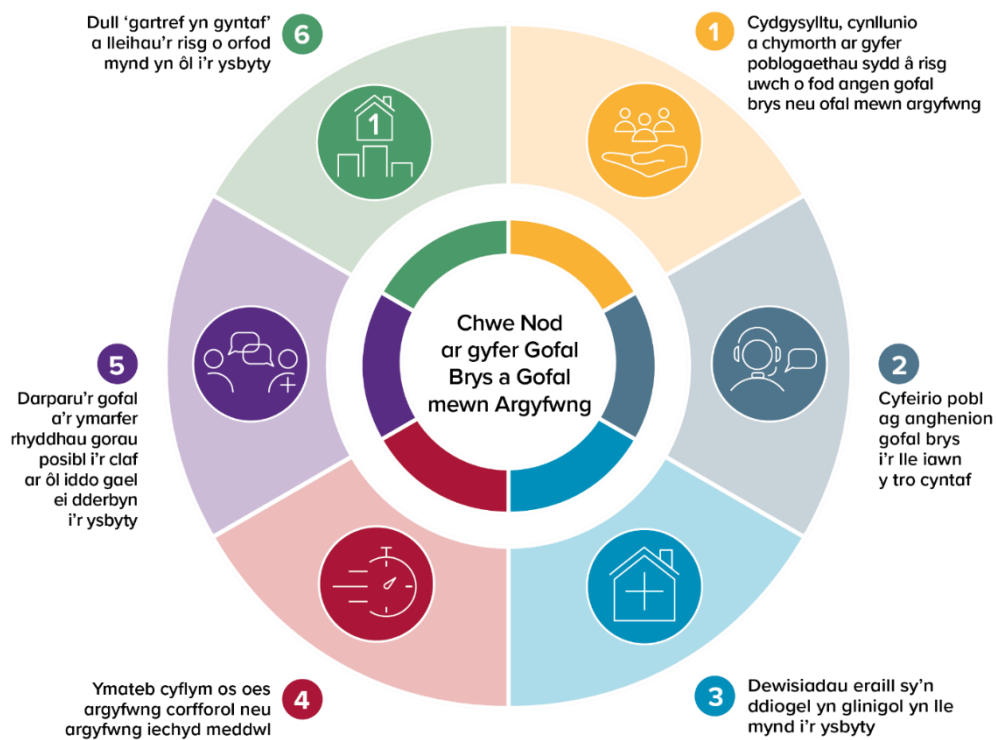 Chwe Nod
ar gyfer Gofal
Brys a Gofal
mewn Argyfwng
1
Cydgysylltu, cynllunio
a chymorth ar gyfer
poblogaethau sydd â risg
uwch o fod angen gofal
brys neu ofal mewn argyfwng
2
Cyfeirio pobl
ag anghenion
gofal brys
i'r lle iawn
y tro cyntaf
3
Dewisiadau eraill sy'n
ddiogel yn glinigol yn lle
mynd i'r ysbyty
4
Ymateb cyflym os oes
argyfwng corfforol neu
argyfwng iechyd meddwl
5
Darparu'r gofal
a'r ymarfer
rhyddhau gorau
posibl i'r claf
ar ôl iddo gael
ei dderbyn
i'r ysbyty
6
Dull ‘gartref yn gyntaf’
a lleihau'r risg o orfod
mynd yn ôl i'r ysbyty
1